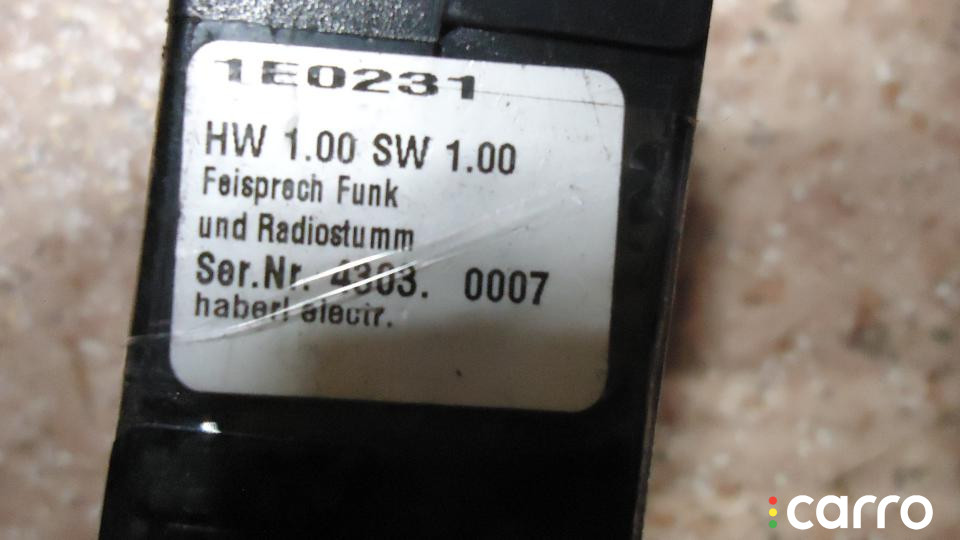 1E0231
HW 1.00 SW 1.00
Feisprech Funk
und Radiostumm
Ser.Nr. 4303. 0007
haberl electr.
carro